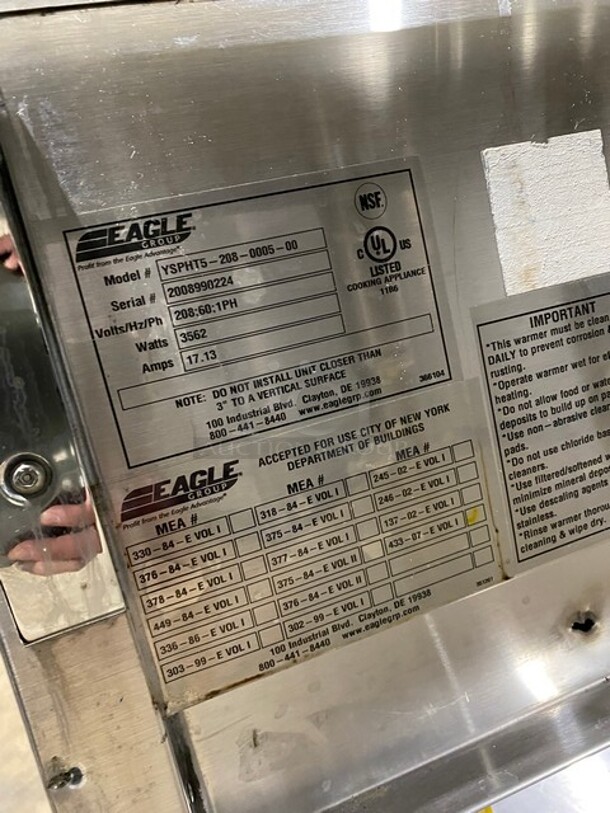 EAGLE
GROUP
Profit from the Eagle Advantage®
NSF.
C UL US
LISTED
COOKING APPLIANCE
11B6
Model # YSPHT5-208-0005-00
Serial # 2008990224
Volts/Hz/Ph 208:60:1PH
Watts 3562
Amps 17.13
NOTE: DO NOT INSTALL UNIT CLOSER THAN
3" TO A VERTICAL SURFACE
100 Industrial Blvd. Clayton, DE 19938
800-441-8440 www.eaglegrp.com
366104
EAGLE
GROUP
Profit from the Eagle Advantage®
ACCEPTED FOR USE CITY OF NEW YORK
DEPARTMENT OF BUILDINGS
MEA # MEA # MEA #
330-84-E VOL I 318-84-E VOL I 245-02-E VOL I
376-84-E VOL I 375-84-E VOL I 246-02-E VOL I
378-84-E VOL I 377-84-E VOL I 137-02-E VOL I
449-84-E VOL I 375-84-E VOL II 433-07-E VOL I
336-86-E VOL I 376-84-E VOL II
303-99-E VOL I 302-99-E VOL I
100 Industrial Blvd. Clayton, DE 19938
800-441-8440 www.eaglegrp.com
IMPORTANT
*This warmer must be clean
DAILY to prevent corrosion
rusting.
*Operate warmer wet for
heating.
*Do not allow food or
deposits to build up on
*Use non-abrasive
pads.
*Do not use chloride
cleaners.
*Use filtered/softened
minimize mineral
*Use descaling agents
stainless.
*Rinse warmer
cleaning & wipe dry.